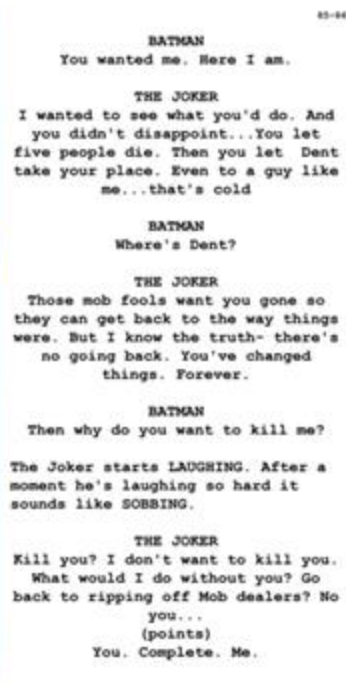 85-86
BATMAN
You wanted me. Here I am.
THE JOKER
I wanted to see what you'd do. And
you didn't disappoint...You let
five people die. Then you let Dent
take your place. Even to a guy like
me...that's cold
BATMAN
Where's Dent?
THE JOKER
Those mob fools want you gone so
they can get back to the way things
were. But I know the truth- there's
no going back. You've changed
things. Forever.
BATMAN
Then why do you want to kill me?
The Joker starts LAUGHING. After a
moment he's laughing so hard it
sounds like SOBBING.
THE JOKER
Kill you? I don't want to kill you.
What would I do without you? Go
back to ripping off Mob dealers? No
you...
(points)
You. Complete. Me.